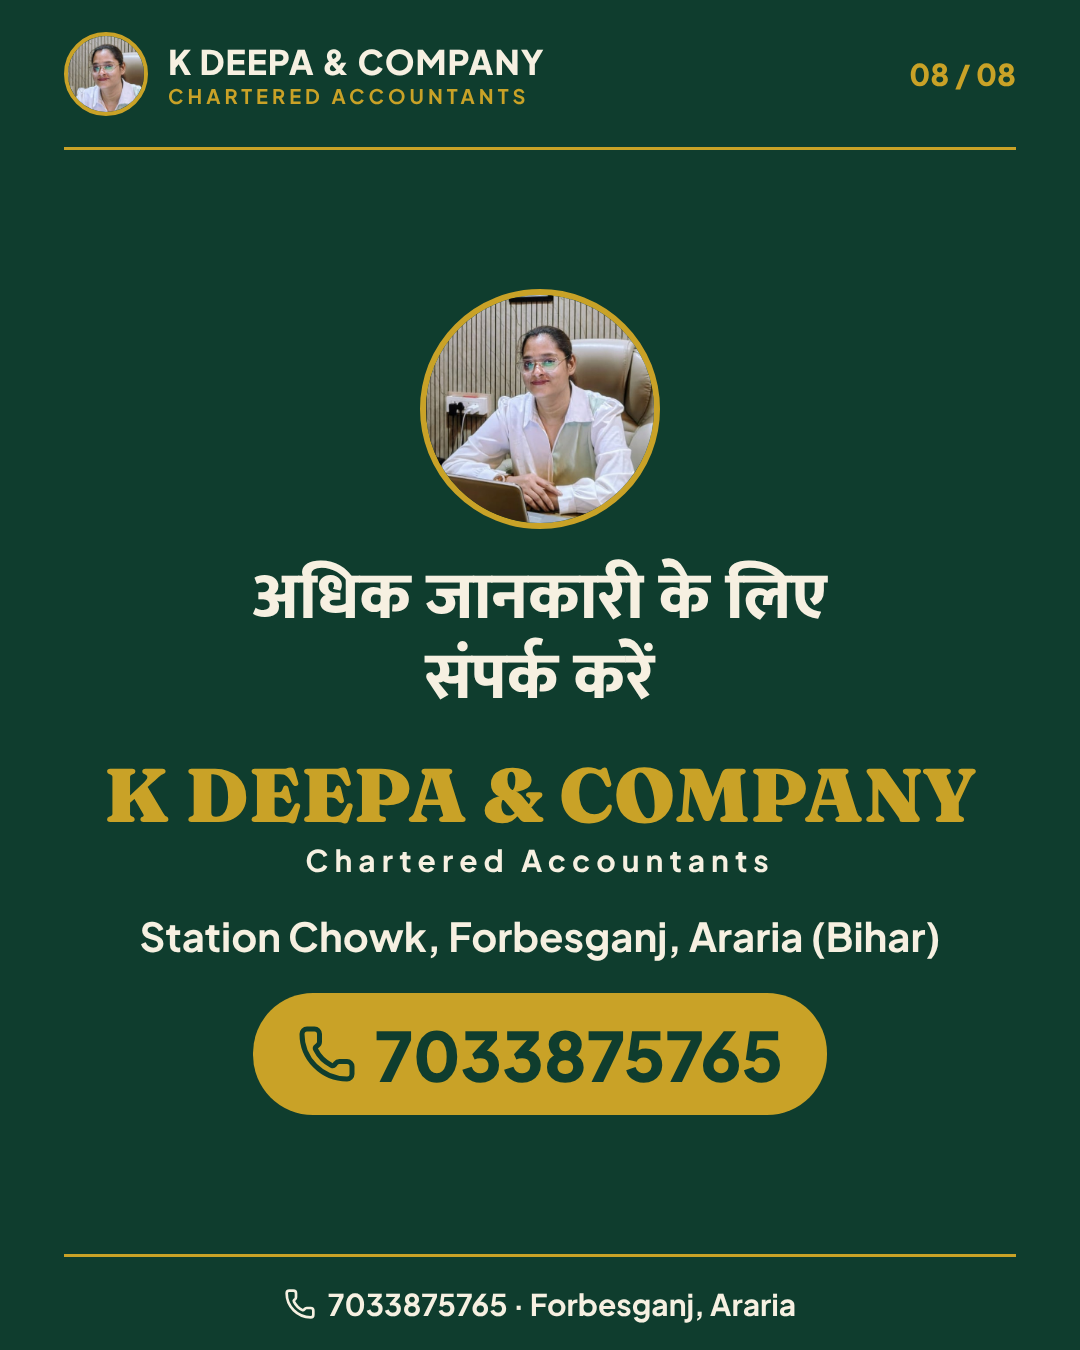 K DEEPA & COMPANY
CHARTERED ACCOUNTANTS
08 / 08
अधिक जानकारी के लिए
संपर्क करें
K DEEPA & COMPANY
Chartered Accountants
Station Chowk, Forbesganj, Araria (Bihar)
7033875765
7033875765 · Forbesganj, Araria